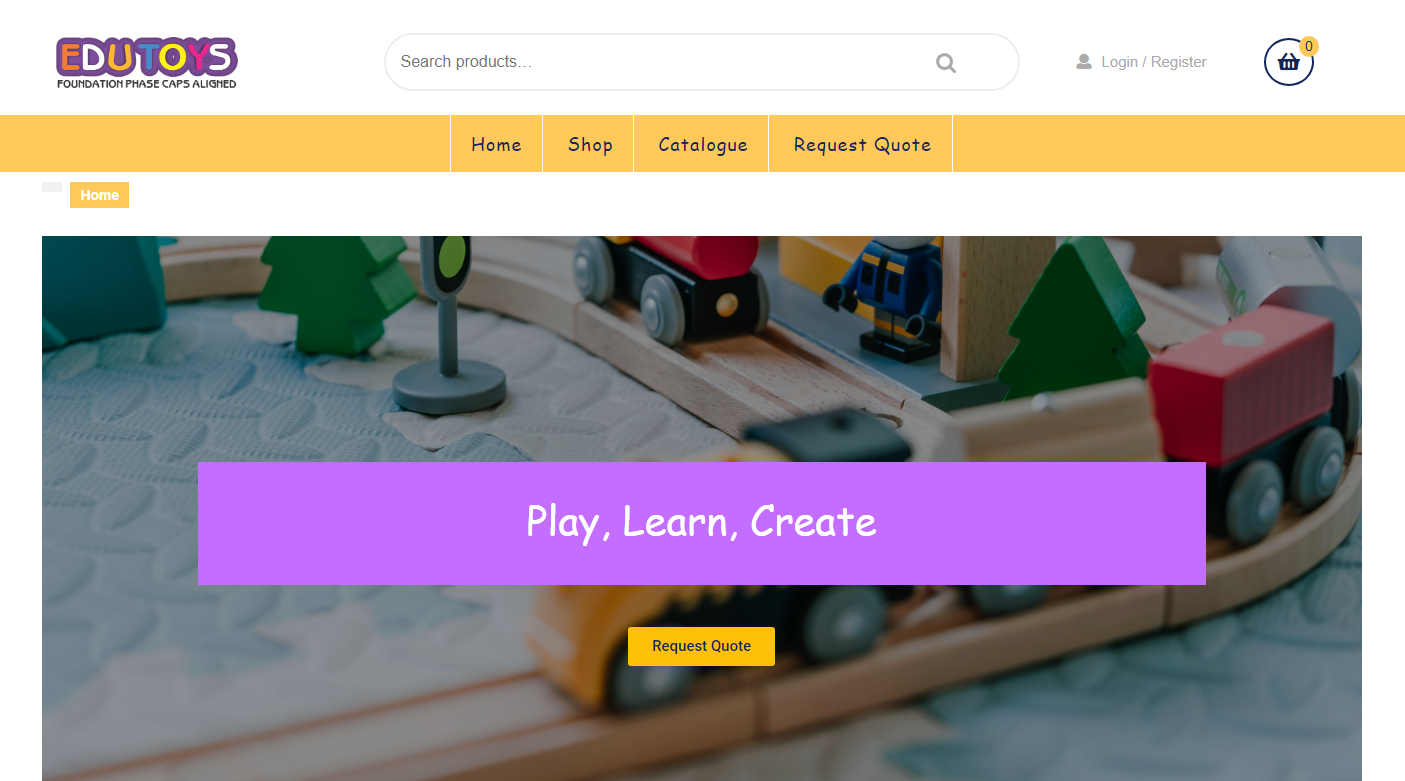 EDUTOYS
FOUNDATION PHASE CAPS ALIGNED
Search products…
Login / Register
0
Home
Shop
Catalogue
Request Quote
Home
Play, Learn, Create
Request Quote